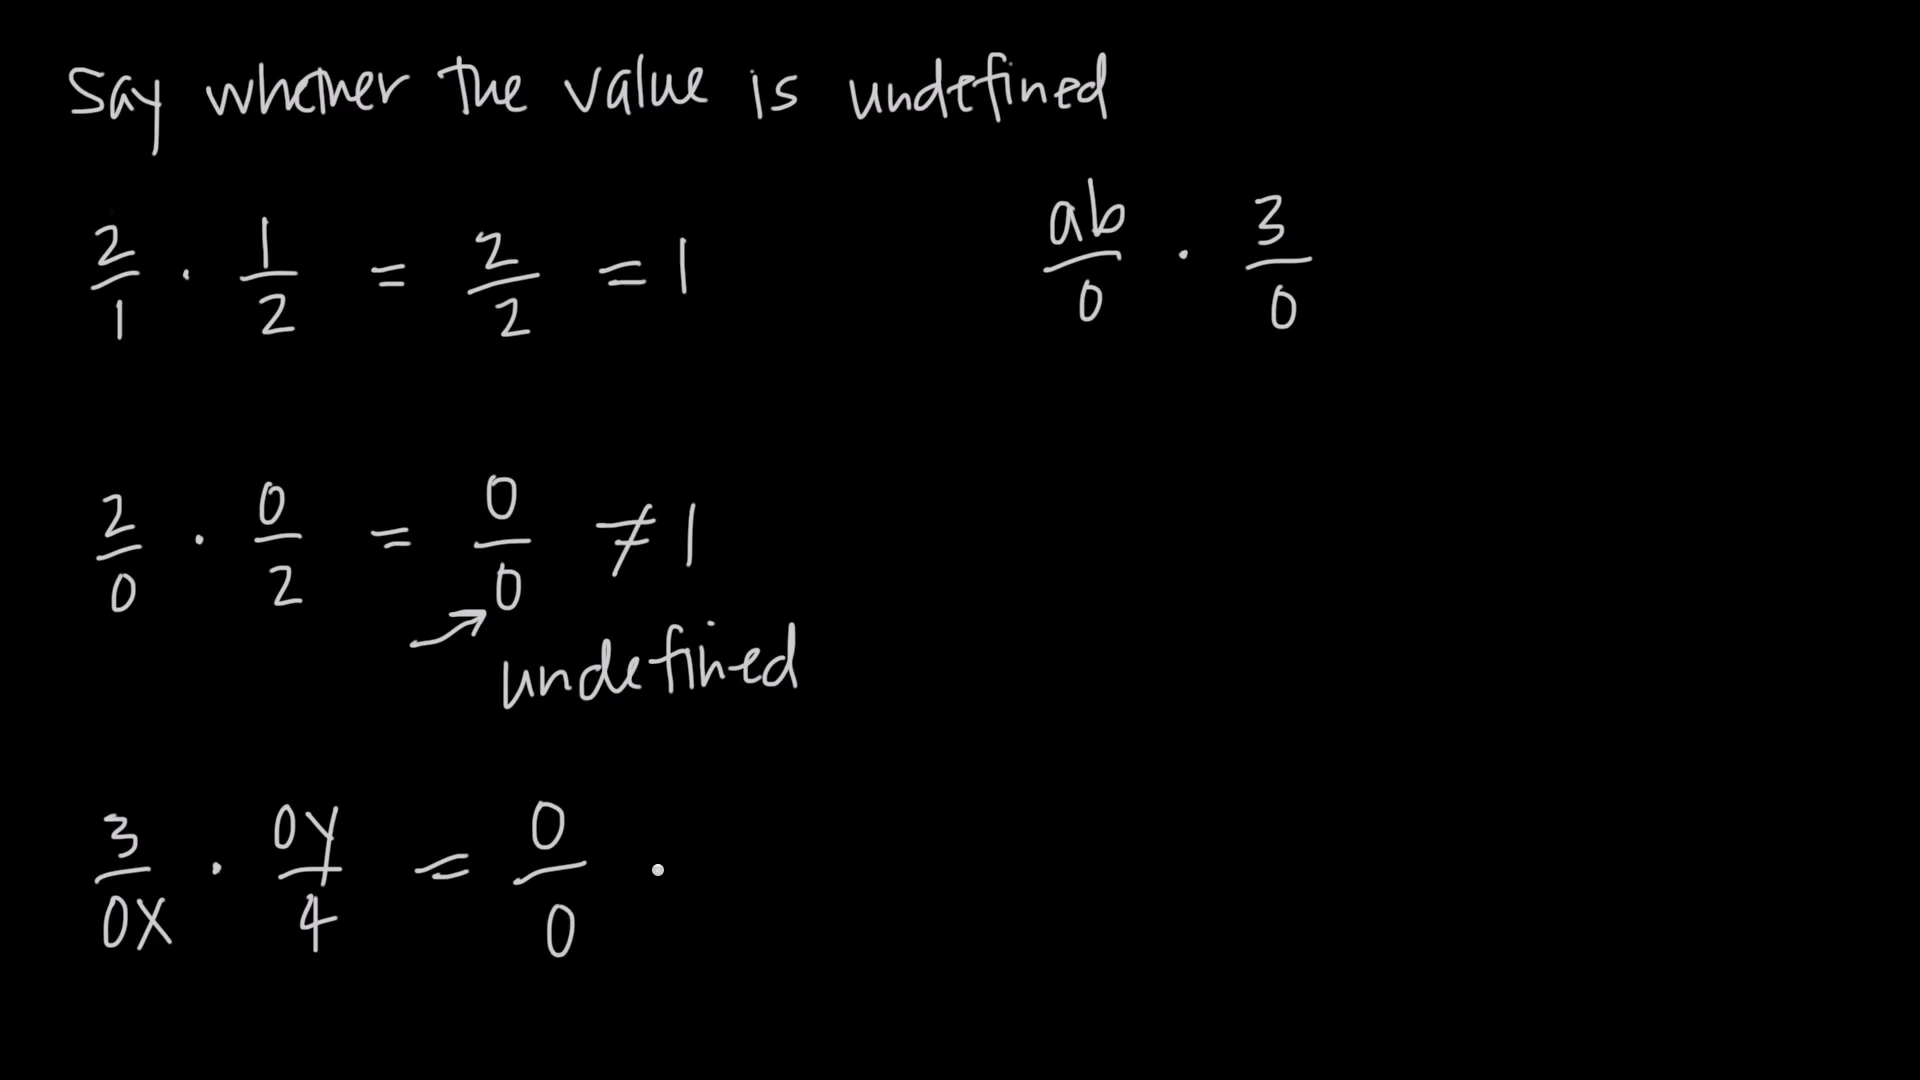 Say whether the value is undefined
2/1 · 1/2 = 2/2 = 1
ab/0 · 3/0
2/0 · 0/2 = 0/0 ≠ 1
→ undefined
3/0x · 0y/4 = 0/0